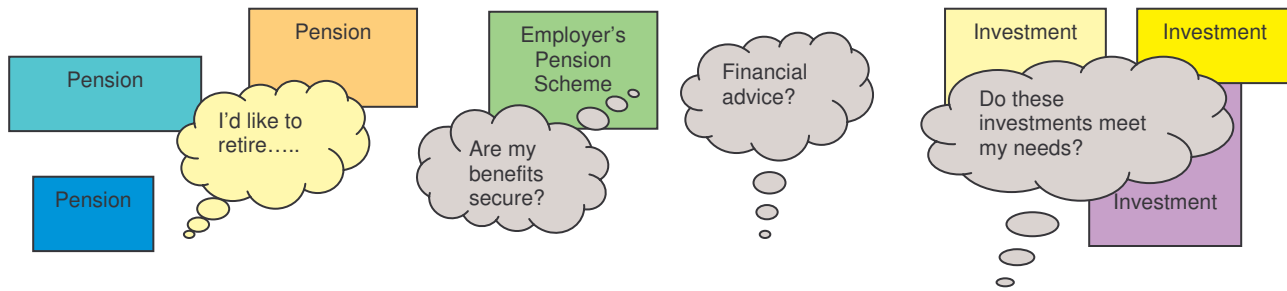 Pension
Pension
Pension
I’d like to
retire…..
Employer’s
Pension
Scheme
Are my
benefits
secure?
Financial
advice?
Investment
Investment
Do these
investments meet
my needs?
Investment